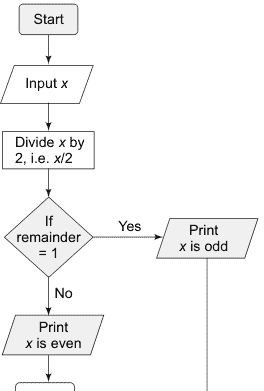 Start
Input x
Divide x by
2, i.e. x/2
If
remainder
= 1
Yes
Print
x is odd
No
Print
x is even